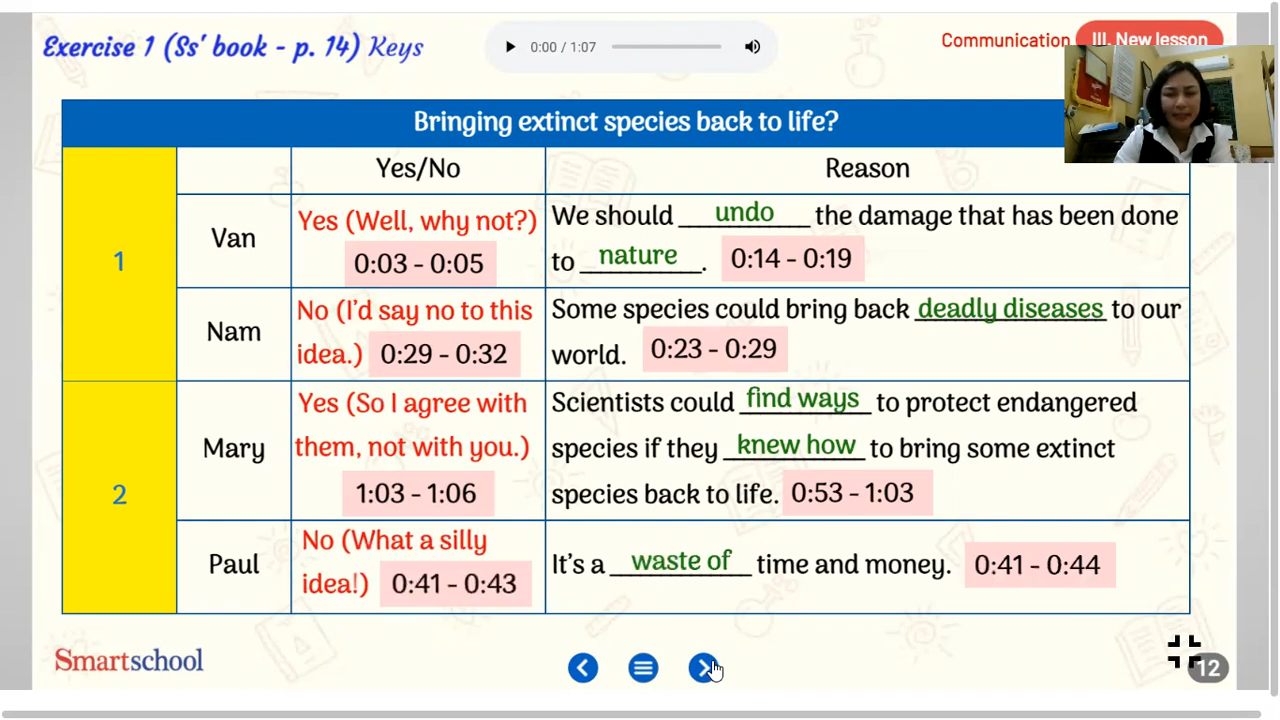 Exercise 1 (Ss' book - p. 14) Keys
0:00 / 1:07
Communication III. New lesson
Bringing extinct species back to life?
Yes/No Reason
1
Van
Yes (Well, why not?)
0:03 - 0:05
We should undo the damage that has been done
to nature. 0:14 - 0:19
Nam
No (I'd say no to this
idea.) 0:29 - 0:32
Some species could bring back deadly diseases to our
world. 0:23 - 0:29
2
Mary
Yes (So I agree with
them, not with you.)
1:03 - 1:06
Scientists could find ways to protect endangered
species if they knew how to bring some extinct
species back to life. 0:53 - 1:03
Paul
No (What a silly
idea!) 0:41 - 0:43
It's a waste of time and money. 0:41 - 0:44
Smartschool
12